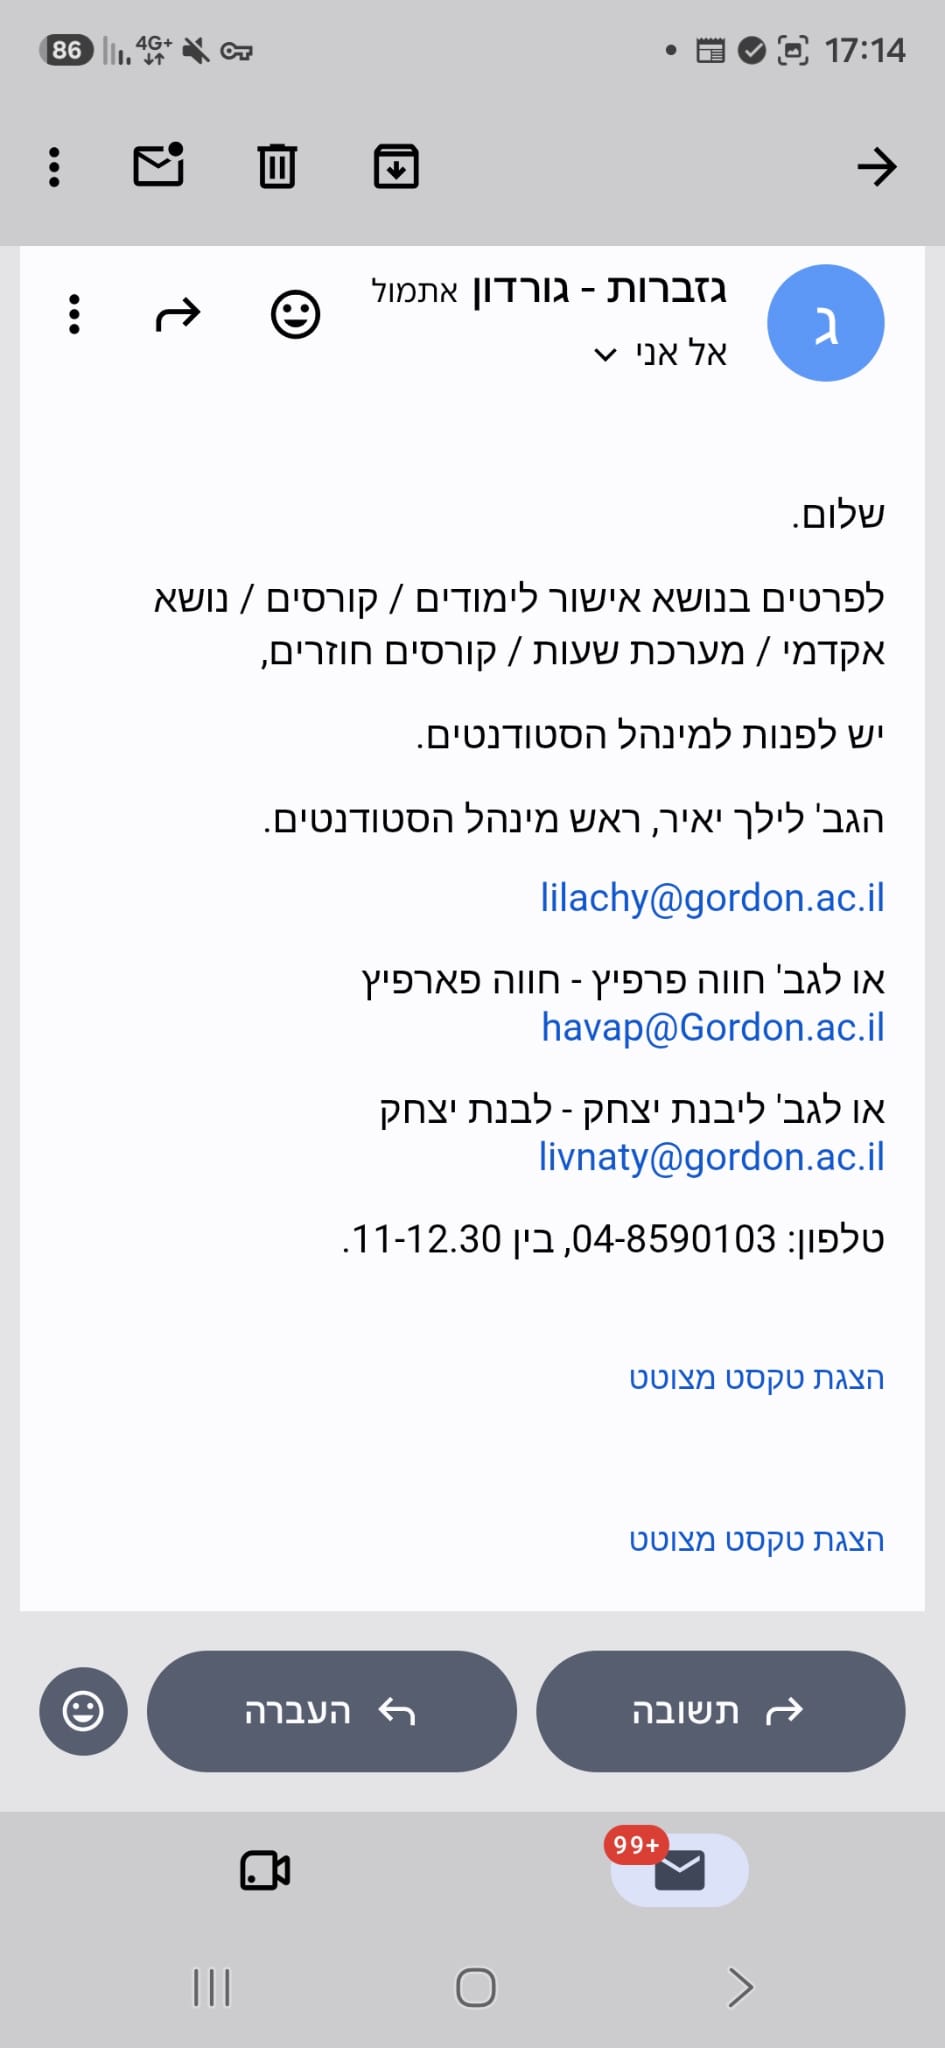 86 4G+ 17:14
ג
גזברות - גורדון אתמול
אל אני
שלום.
לפרטים בנושא אישור לימודים / קורסים / נושא
אקדמי / מערכת שעות / קורסים חוזרים,
יש לפנות למינהל הסטודנטים.
הגב' לילך יאיר, ראש מינהל הסטודנטים.
lilachy@gordon.ac.il
או לגב' חווה פרפיץ - חווה פארפיץ
havap@Gordon.ac.il
או לגב' ליבנת יצחק - לבנת יצחק
livnaty@gordon.ac.il
טלפון: 04-8590103, בין 11-12.30.
הצגת טקסט מצוטט
הצגת טקסט מצוטט
תשובה
העברה
99+